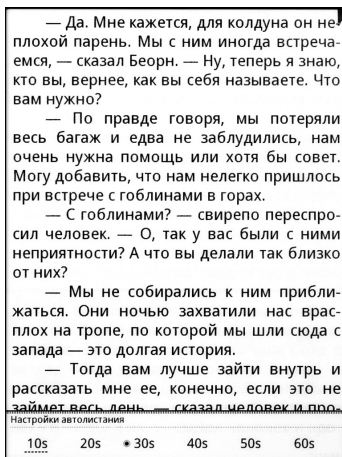 — Да. Мне кажется, для колдуна он не-
плохой парень. Мы с ним иногда встреча-
емся, — сказал Беорн. — Ну, теперь я знаю,
кто вы, вернее, как вы себя называете. Что
вам нужно?
— По правде говоря, мы потеряли
весь багаж и едва не заблудились, нам
очень нужна помощь или хотя бы совет.
Могу добавить, что нам нелегко пришлось
при встрече с гоблинами в горах.
— С гоблинами? — свирепо переспро-
сил человек. — О, так у вас были с ними
неприятности? А что вы делали так близко
от них?
— Мы не собирались к ним прибли-
жаться. Они ночью захватили нас врас-
плох на тропе, по которой мы шли сюда с
запада — это долгая история.
— Тогда вам лучше зайти внутрь и
рассказать мне ее, конечно, если это не
займет весь день, — сказал человек и про-
Настройки автолистания
10s 20s 30s 40s 50s 60s